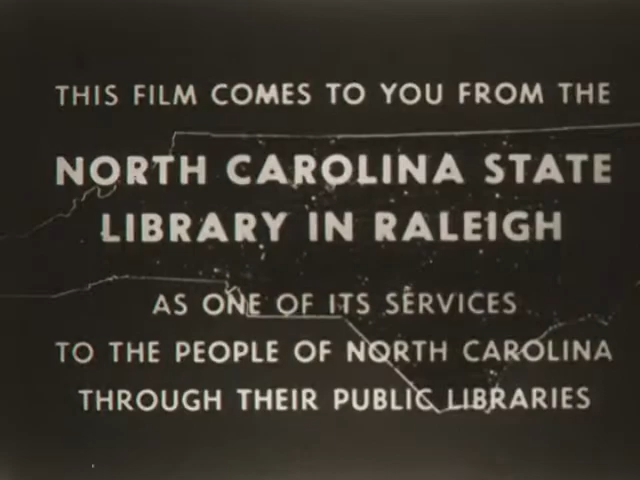 THIS FILM COMES TO YOU FROM THE
NORTH CAROLINA STATE
LIBRARY IN RALEIGH
AS ONE OF ITS SERVICES
TO THE PEOPLE OF NORTH CAROLINA
THROUGH THEIR PUBLIC LIBRARIES